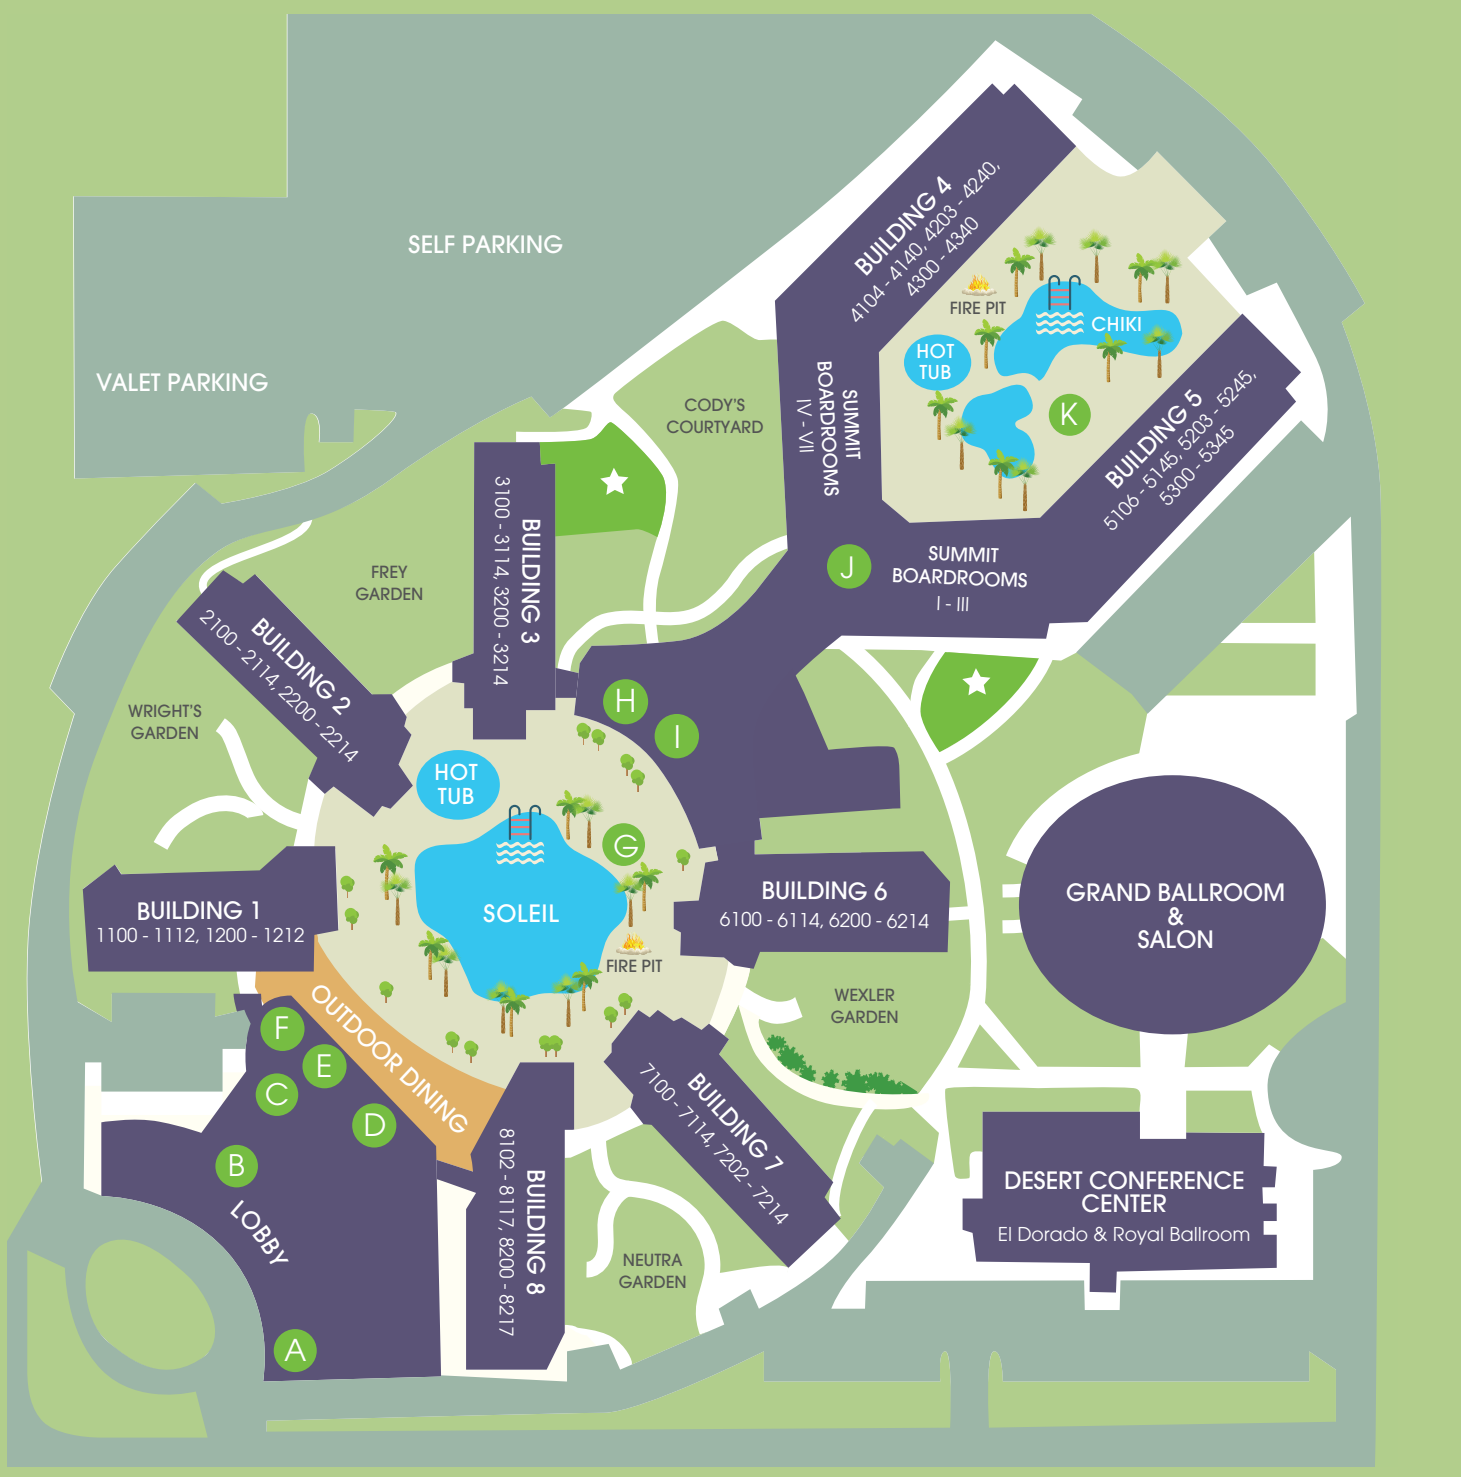 SELF PARKING
VALET PARKING
BUILDING 4
4104 - 4140, 4203 - 4240,
4300 - 4340
FIRE PIT
CHIKI
HOT
TUB
K
BUILDING 5
5106 - 5145, 5203 - 5245,
5300 - 5345
SUMMIT
BOARDROOMS
IV - VII
CODY'S
COURTYARD
J
SUMMIT
BOARDROOMS
I - III
BUILDING 3
3100 - 3114, 3200 - 3214
FREY
GARDEN
BUILDING 2
2100 - 2114, 2200 - 2214
WRIGHT'S
GARDEN
H
I
HOT
TUB
G
SOLEIL
FIRE PIT
BUILDING 1
1100 - 1112, 1200 - 1212
BUILDING 6
6100 - 6114, 6200 - 6214
GRAND BALLROOM
&
SALON
WEXLER
GARDEN
OUTDOOR DINING
F
E
C
D
B
LOBBY
A
BUILDING 7
7100 - 7114, 7202 - 7214
BUILDING 8
8102 - 8117, 8200 - 8217
NEUTRA
GARDEN
DESERT CONFERENCE
CENTER
El Dorado & Royal Ballroom